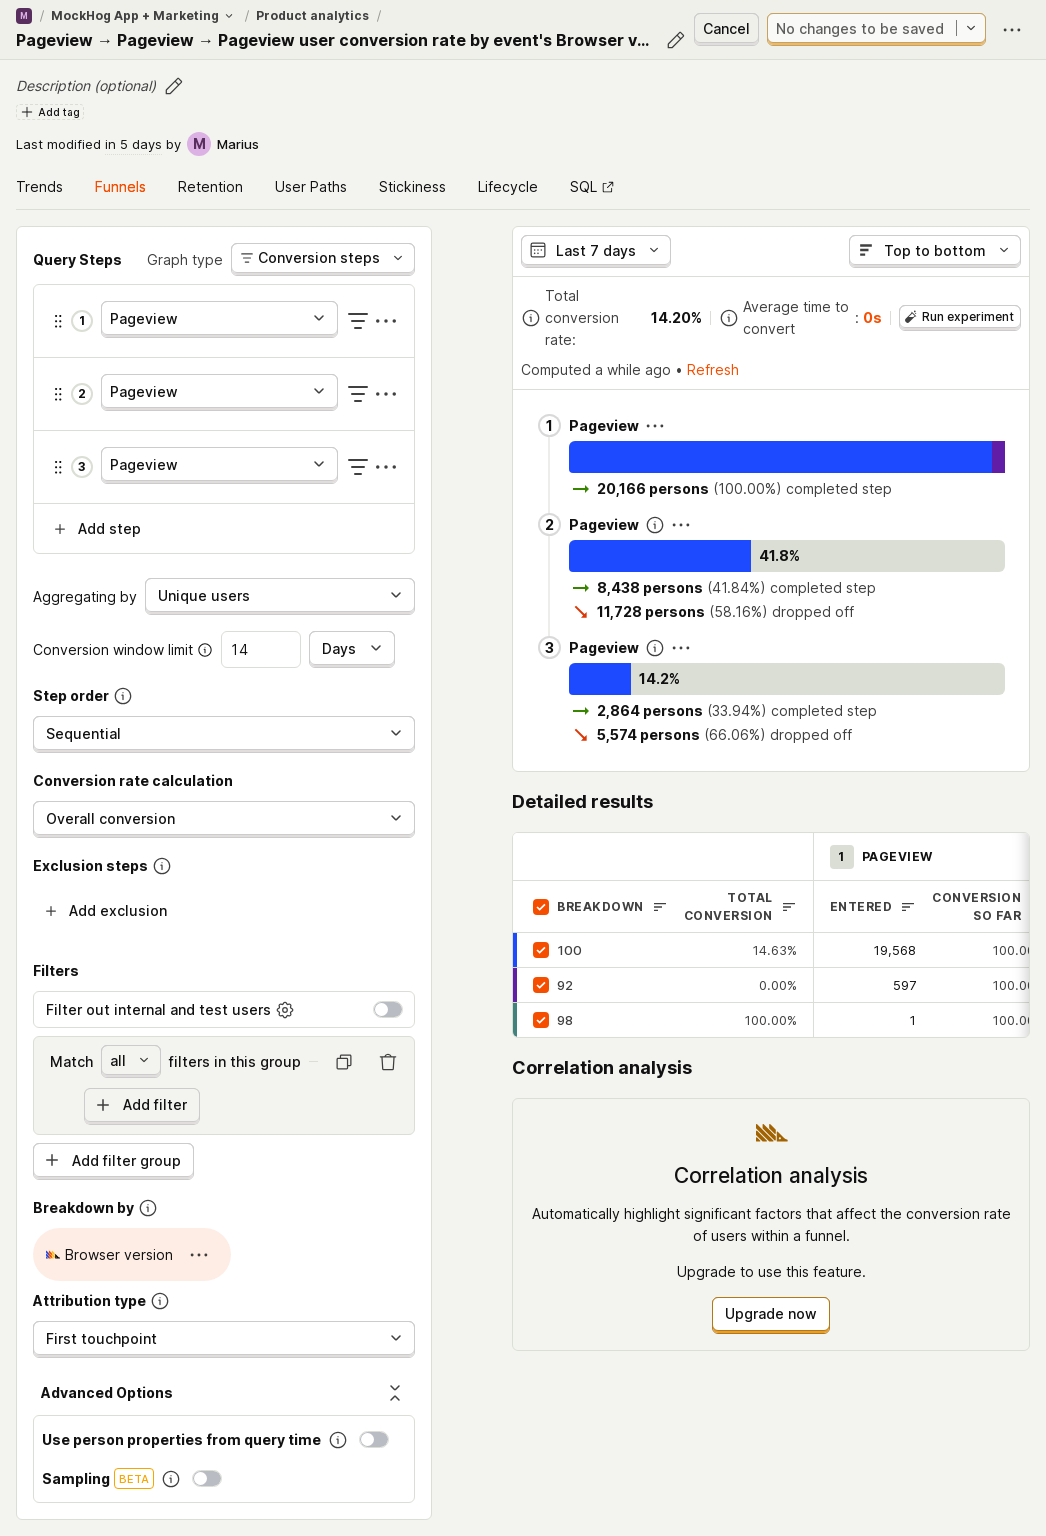 M / MockHog App + Marketing / Product analytics /
Pageview → Pageview → Pageview user conversion rate by event's Browser v...
Cancel
No changes to be saved
Description (optional)
Add tag
Last modified in 5 days by M Marius
Trends
Funnels
Retention
User Paths
Stickiness
Lifecycle
SQL
Query Steps
Graph type
Conversion steps
1
Pageview
2
Pageview
3
Pageview
Add step
Aggregating by
Unique users
Conversion window limit
14
Days
Step order
Sequential
Conversion rate calculation
Overall conversion
Exclusion steps
Add exclusion
Filters
Filter out internal and test users
Match
all
filters in this group
Add filter
Add filter group
Breakdown by
Browser version
Attribution type
First touchpoint
Advanced Options
Use person properties from query time
Sampling BETA
Last 7 days
Top to bottom
Total
conversion
rate:
14.20%
Average time to
convert
: 0s
Run experiment
Computed a while ago • Refresh
1 Pageview
20,166 persons (100.00%) completed step
2 Pageview
41.8%
8,438 persons (41.84%) completed step
11,728 persons (58.16%) dropped off
3 Pageview
14.2%
2,864 persons (33.94%) completed step
5,574 persons (66.06%) dropped off
Detailed results
1 PAGEVIEW
BREAKDOWN
TOTAL
CONVERSION
ENTERED
CONVERSION
SO FAR
100 14.63% 19,568 100.00
92 0.00% 597 100.00
98 100.00% 1 100.00
Correlation analysis
Correlation analysis
Automatically highlight significant factors that affect the conversion rate
of users within a funnel.
Upgrade to use this feature.
Upgrade now